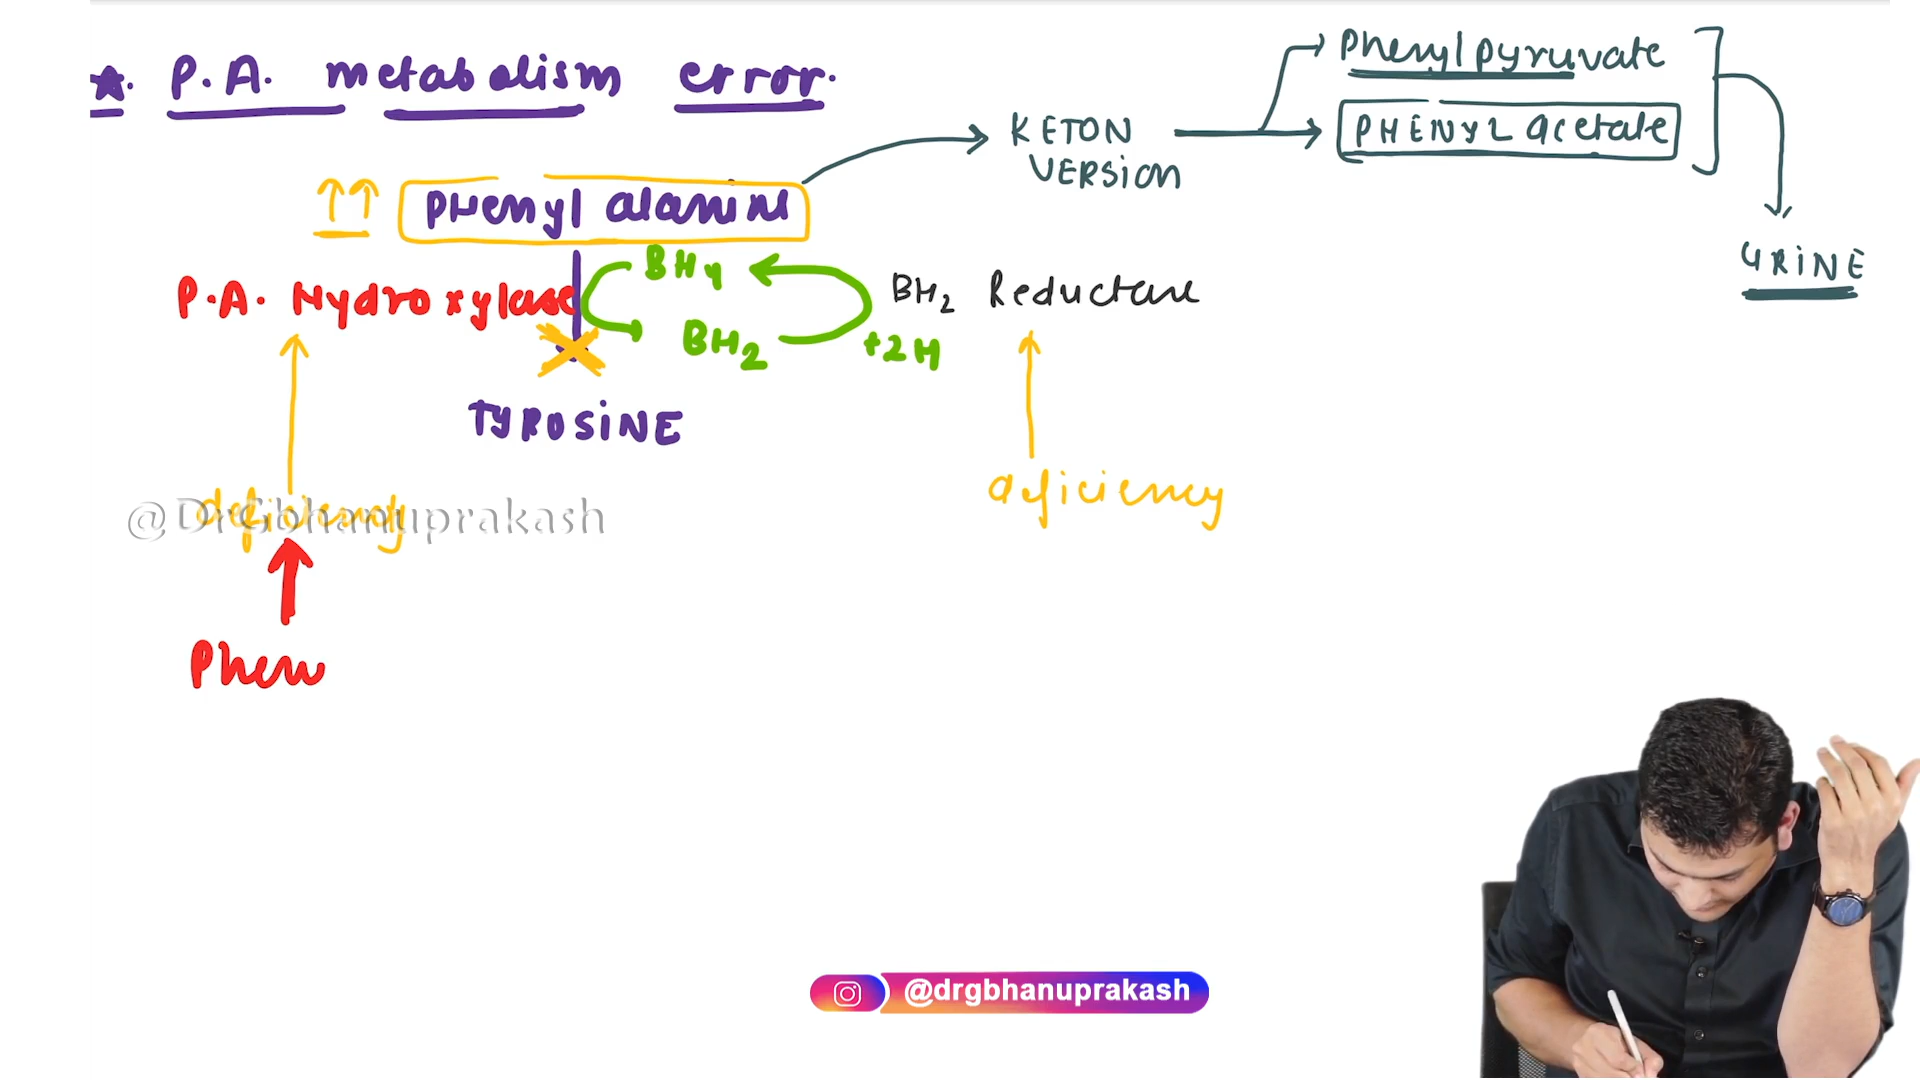 ★. P.A. metabolism error.
Phenylpyruvate
PHENYL acetate
KETON
VERSION
URINE
↑↑ PHenyl alanine
P.A. Hydroxylase
BH4
BH2
+2H
BH2 Reductase
TYROSINE
deficiency
deficiency
@DrGbhanuprakash
Phen
@drgbhanuprakash